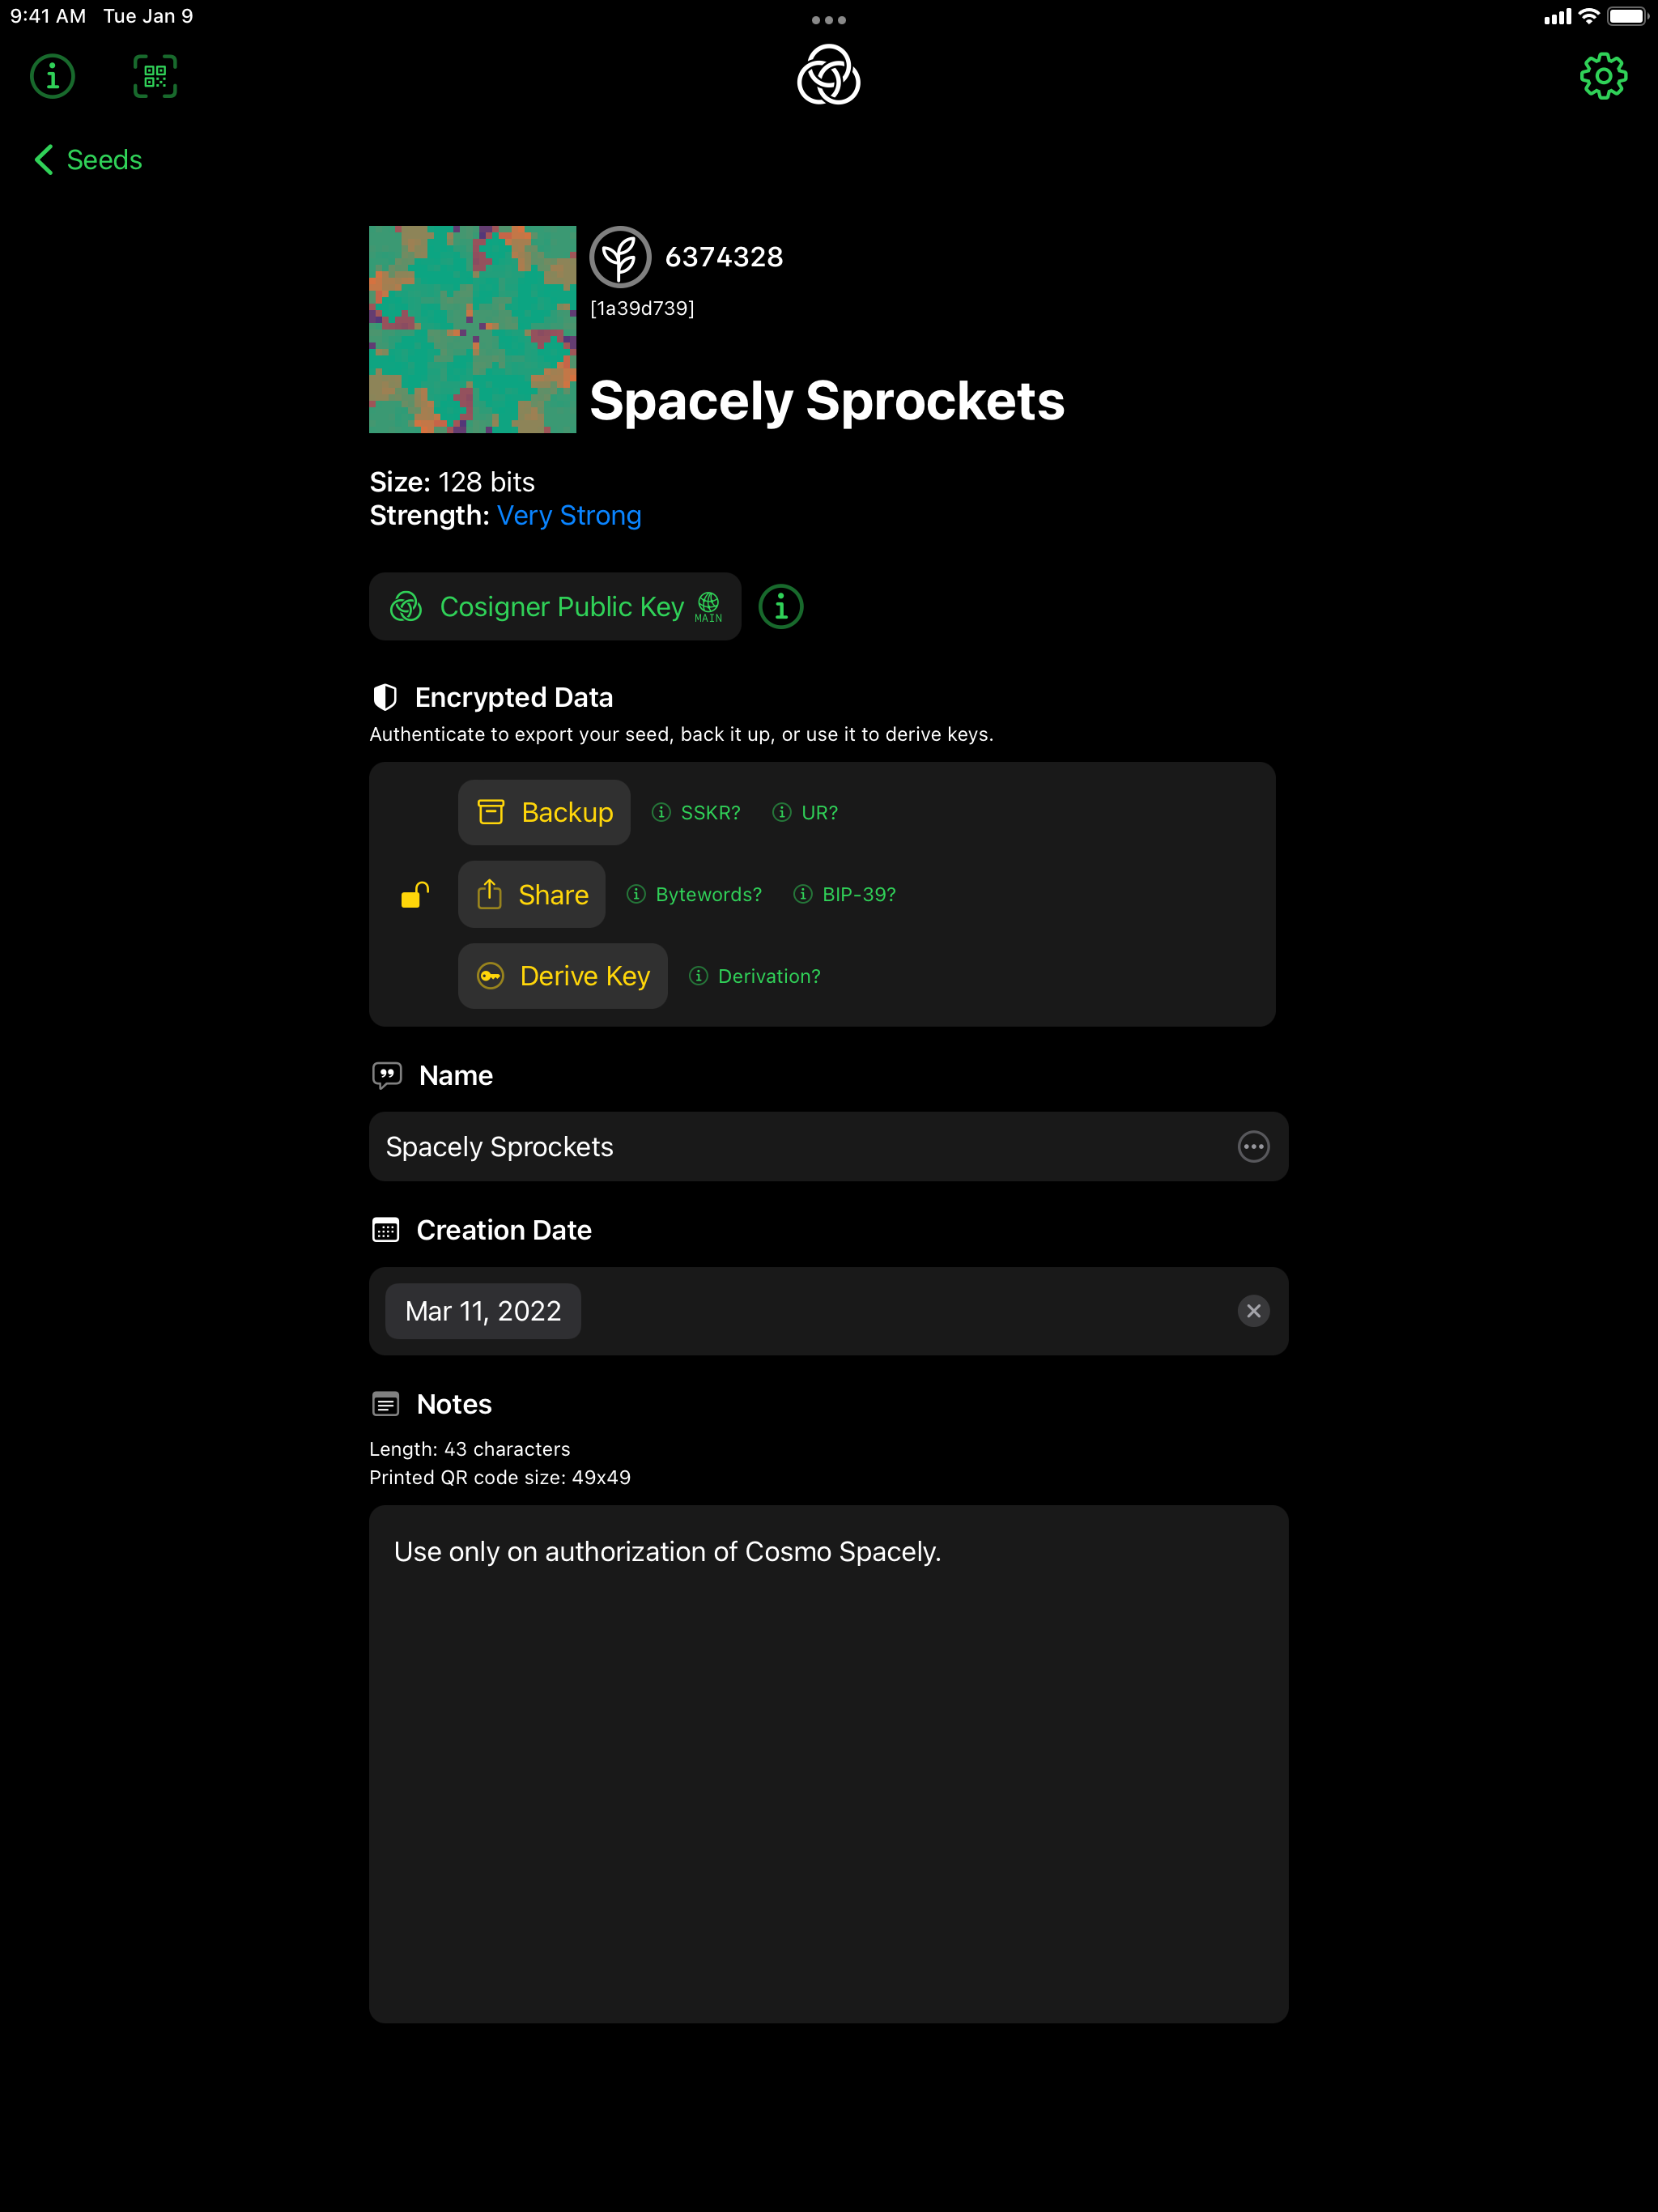 9:41 AM Tue Jan 9
Seeds
6374328
[1a39d739]
Spacely Sprockets
Size: 128 bits
Strength: Very Strong
Cosigner Public Key MAIN
Encrypted Data
Authenticate to export your seed, back it up, or use it to derive keys.
Backup SSKR? UR?
Share Bytewords? BIP-39?
Derive Key Derivation?
Name
Spacely Sprockets
Creation Date
Mar 11, 2022
Notes
Length: 43 characters
Printed QR code size: 49x49
Use only on authorization of Cosmo Spacely.